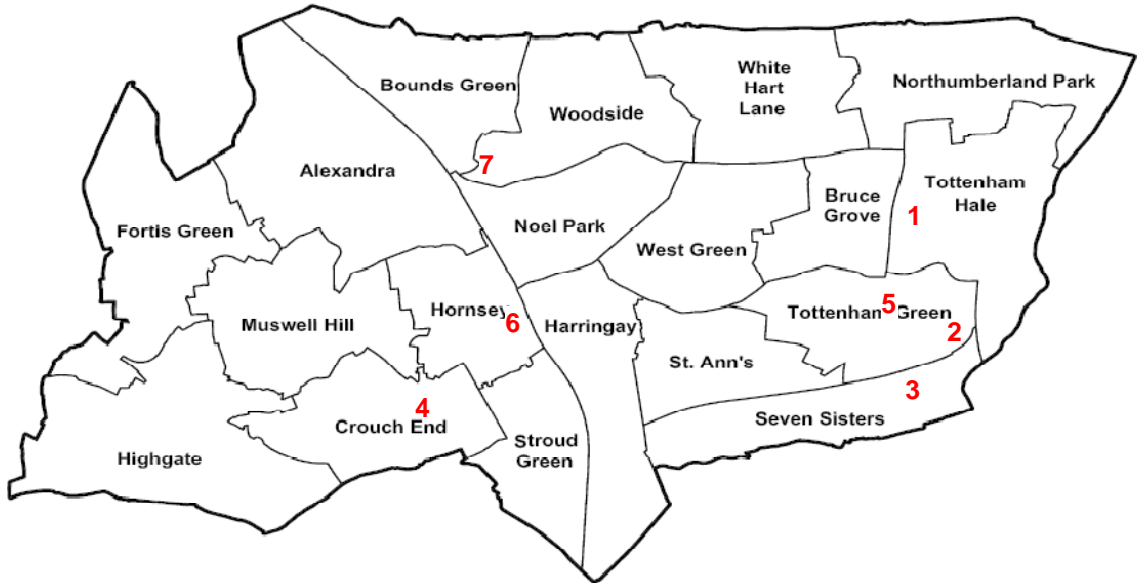 White
Hart
Lane
Northumberland Park
Bounds Green
Woodside
7
Alexandra
Tottenham
Hale
Bruce
Grove
1
Fortis Green
Noel Park
West Green
Hornsey
6
Muswell Hill
Harringay
Tottenham Green
5
2
St. Ann's
3
4
Crouch End
Seven Sisters
Stroud
Green
Highgate